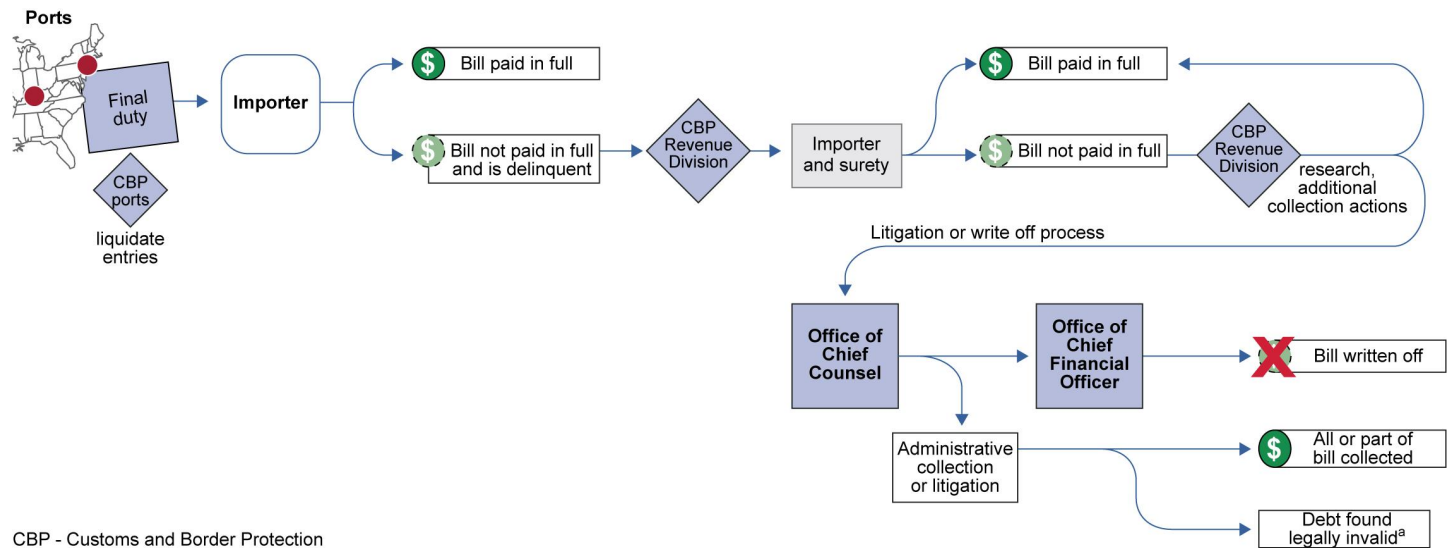 Ports
Final
duty
CBP
ports
liquidate
entries
Importer
$ Bill paid in full
$ Bill not paid in full
and is delinquent
CBP
Revenue
Division
Importer
and surety
$ Bill paid in full
$ Bill not paid in full
CBP
Revenue
Division
research,
additional
collection actions
Litigation or write off process
Office of
Chief
Counsel
Office of
Chief
Financial
Officer
X Bill written off
Administrative
collection
or litigation
$ All or part of
bill collected
Debt found
legally invalidᵃ
CBP - Customs and Border Protection